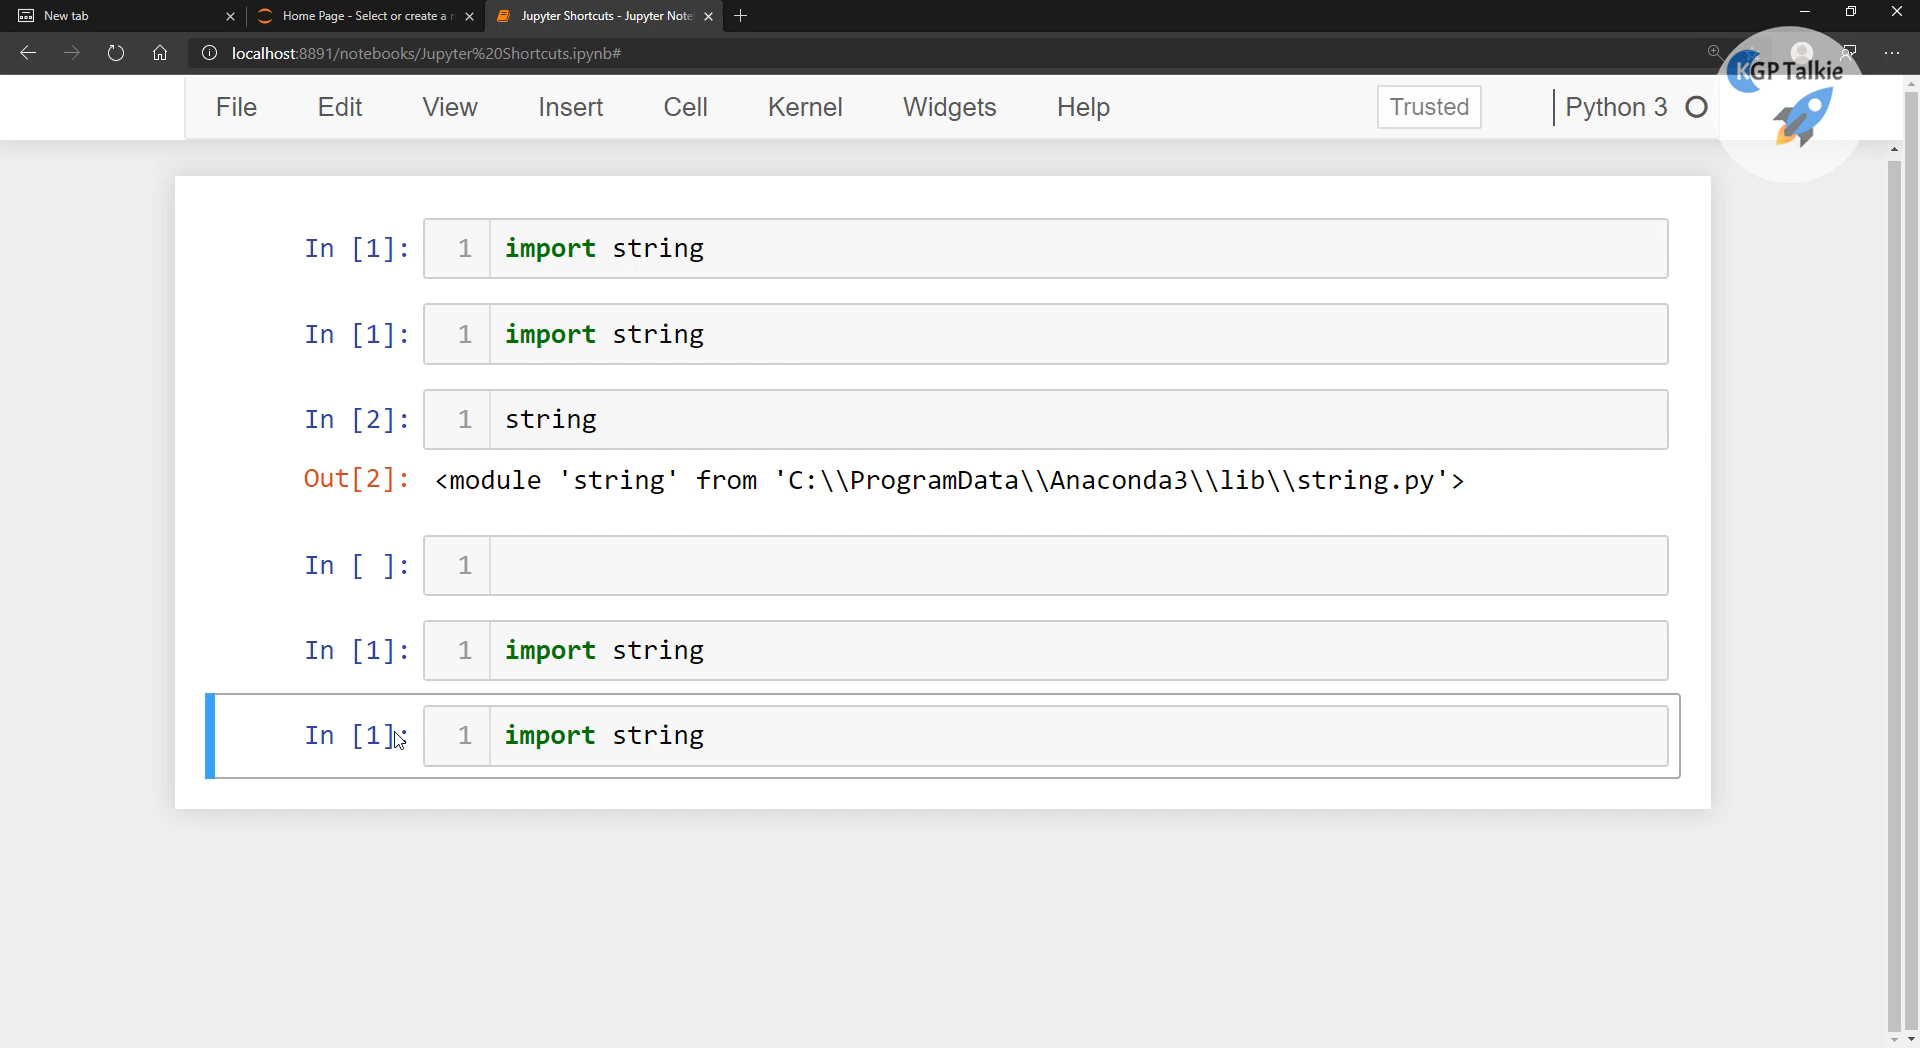 New tab
Home Page - Select or create a
Jupyter Shortcuts - Jupyter Note
localhost:8891/notebooks/Jupyter%20Shortcuts.ipynb#
KGPTalkie
File Edit View Insert Cell Kernel Widgets Help Trusted Python 3
In [1]: 1 import string
In [1]: 1 import string
In [2]: 1 string
Out[2]: <module 'string' from 'C:\\ProgramData\\Anaconda3\\lib\\string.py'>
In [ ]: 1
In [1]: 1 import string
In [1]: 1 import string